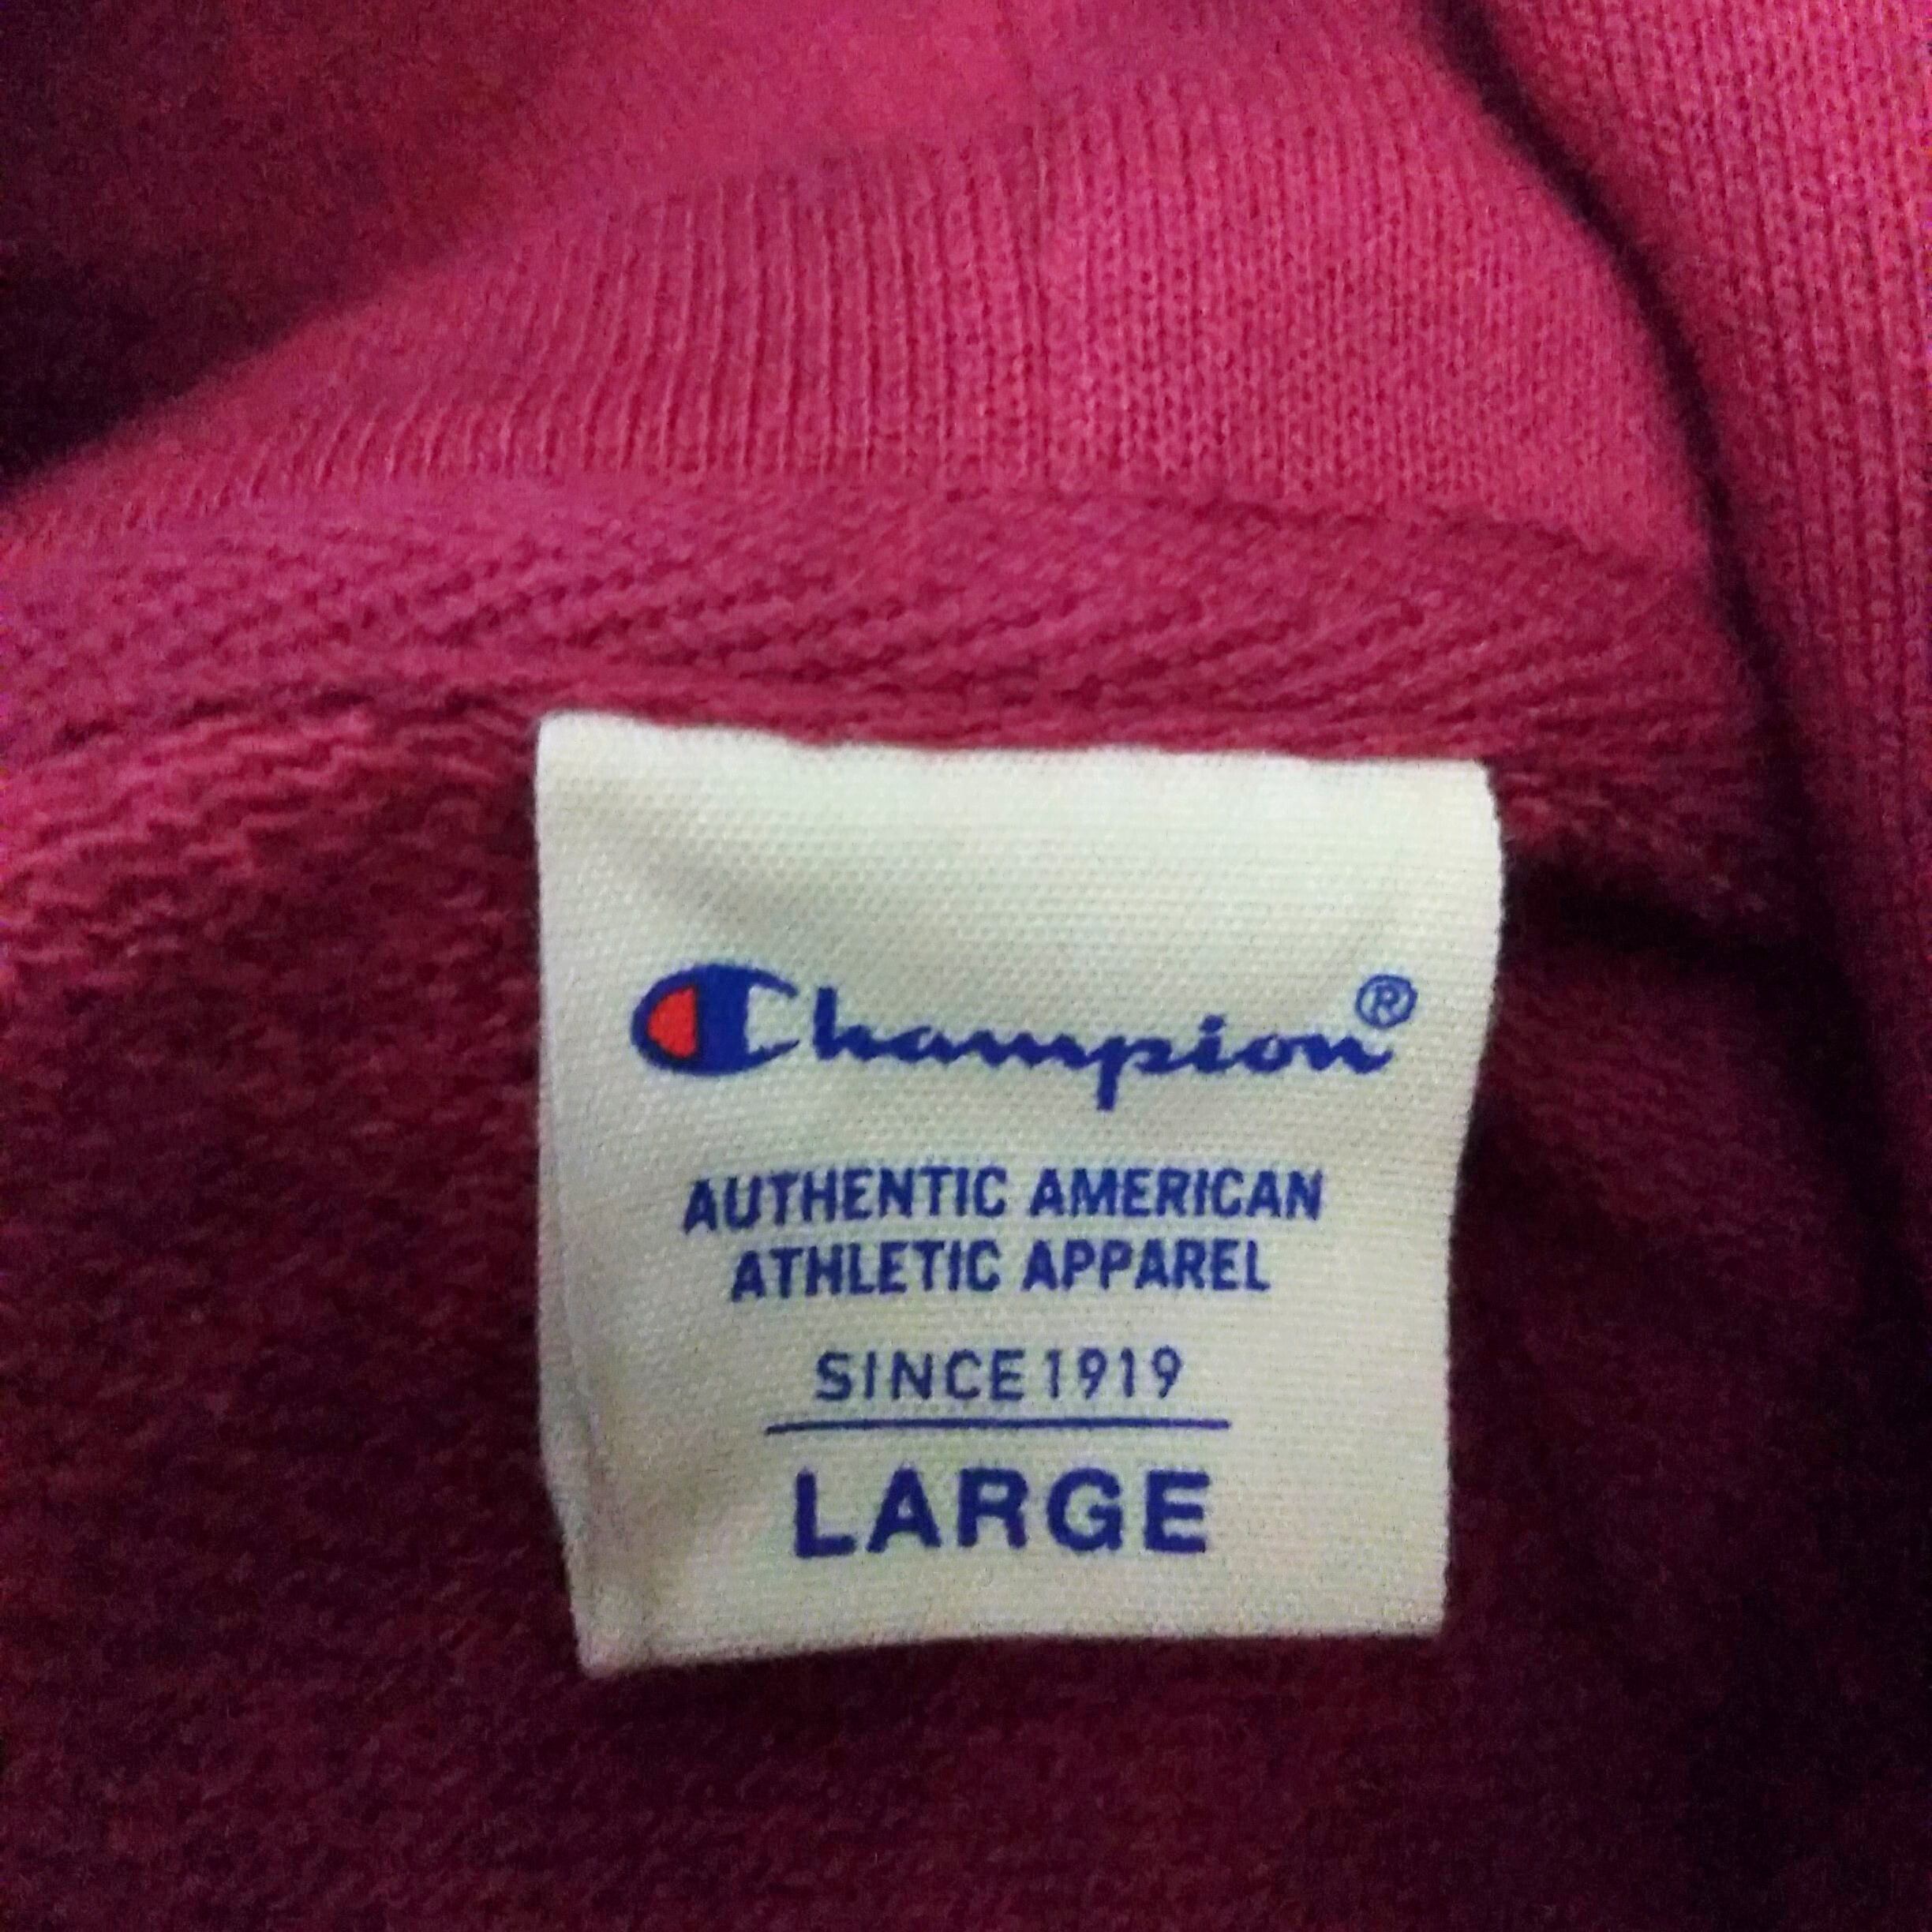 Champion®
AUTHENTIC AMERICAN
ATHLETIC APPAREL
SINCE 1919
LARGE